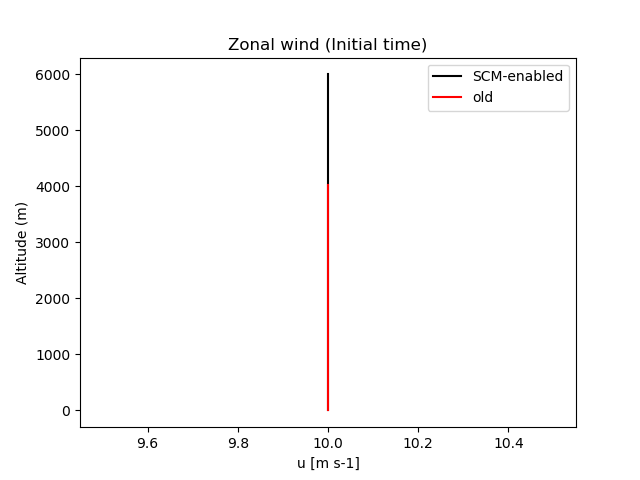 Zonal wind (Initial time)
SCM-enabled
old
6000
5000
4000
3000
2000
1000
0
Altitude (m)
9.6 9.8 10.0 10.2 10.4
u [m s-1]